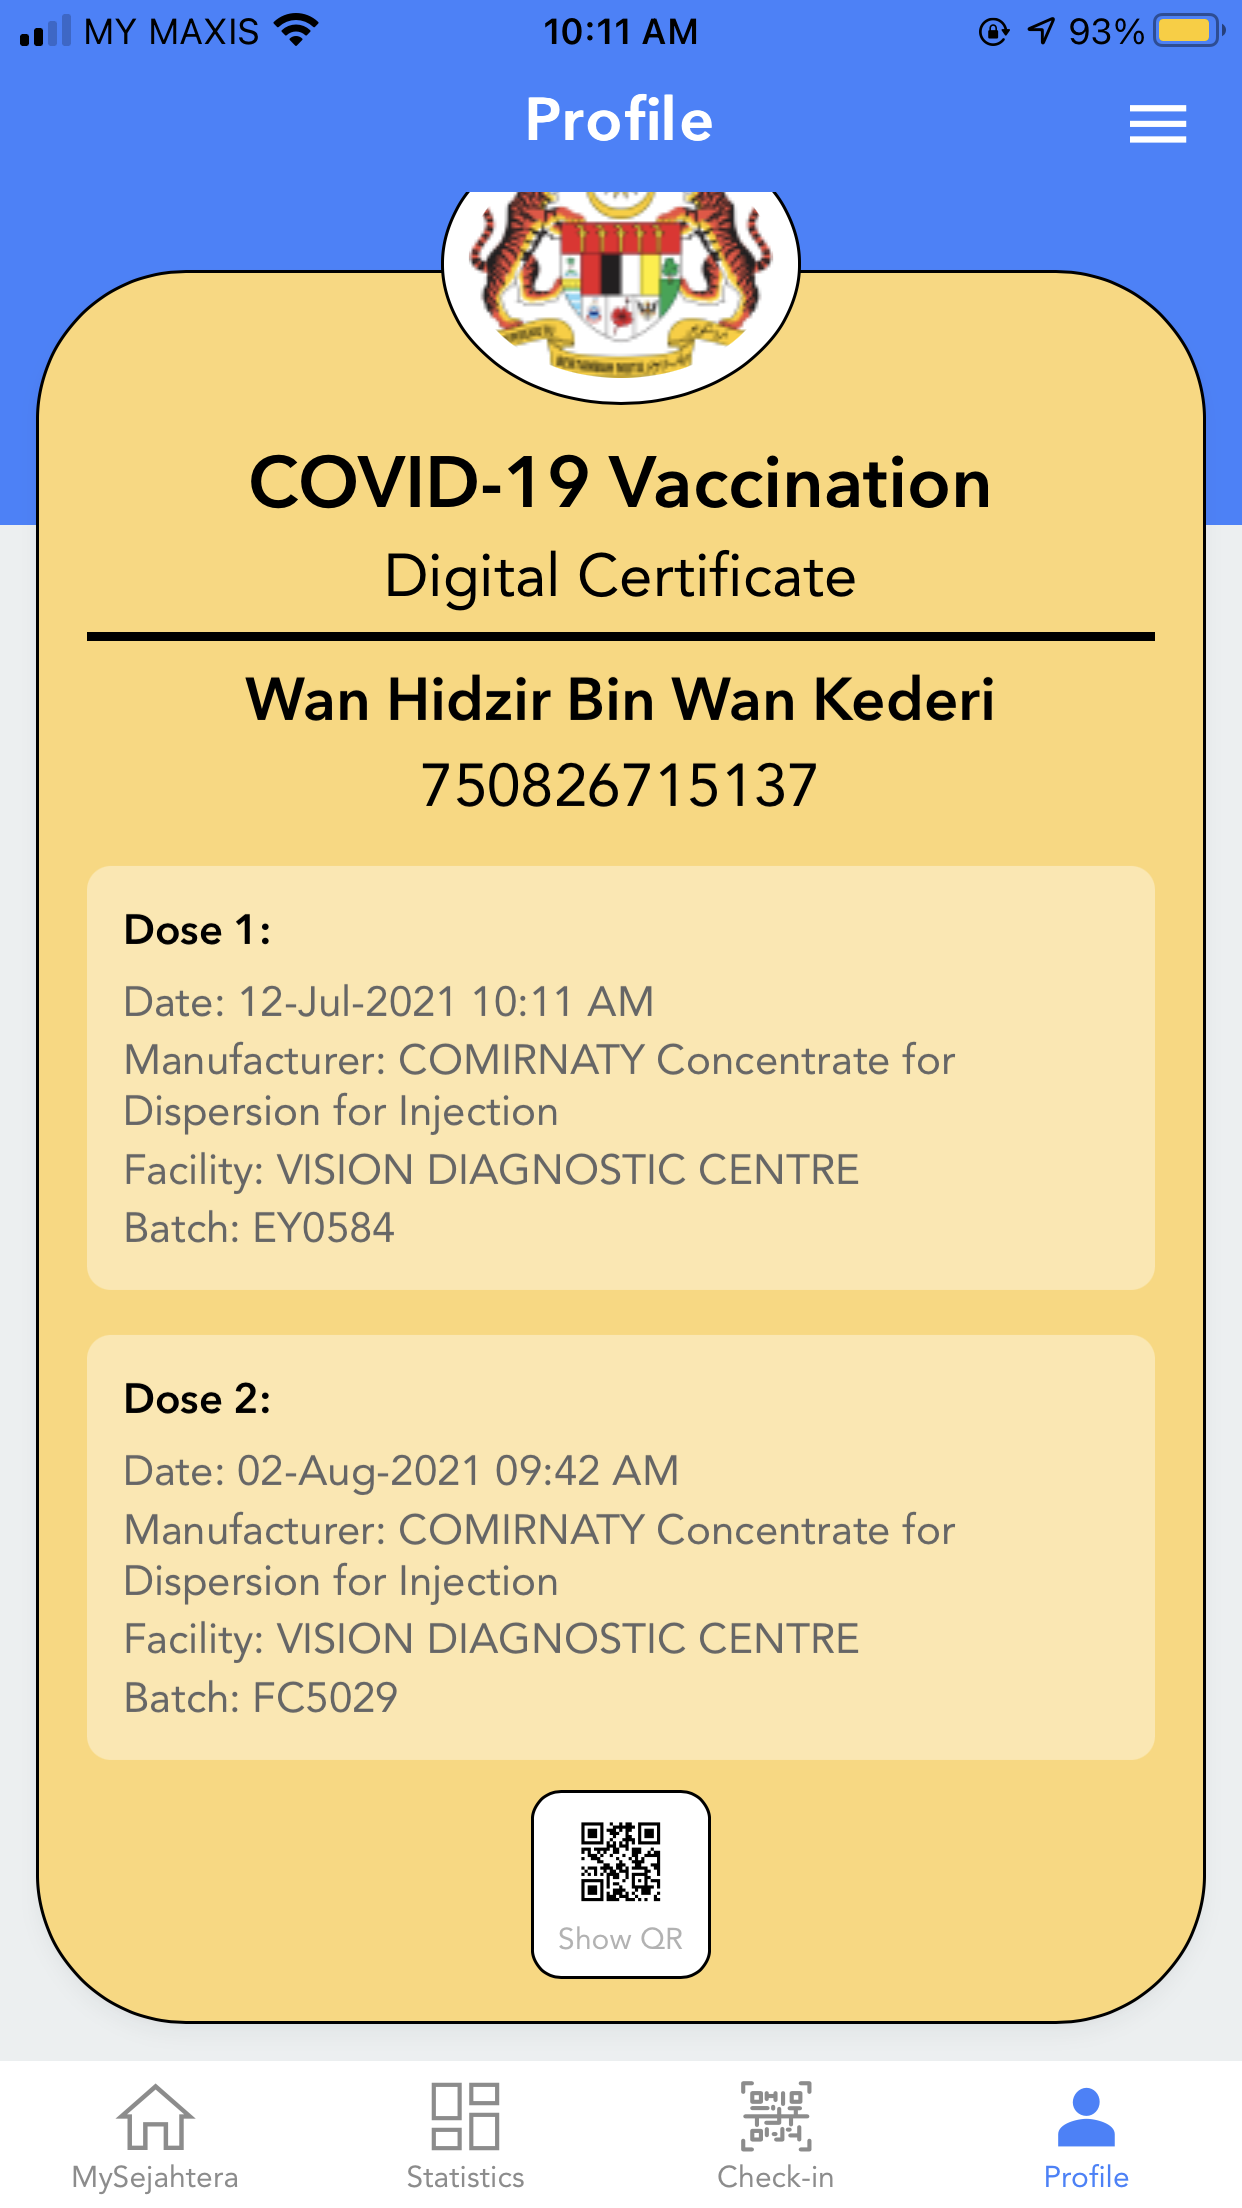 MY MAXIS 10:11 AM 93%
Profile
COVID-19 Vaccination
Digital Certificate
Wan Hidzir Bin Wan Kederi
750826715137
Dose 1:
Date: 12-Jul-2021 10:11 AM
Manufacturer: COMIRNATY Concentrate for
Dispersion for Injection
Facility: VISION DIAGNOSTIC CENTRE
Batch: EY0584
Dose 2:
Date: 02-Aug-2021 09:42 AM
Manufacturer: COMIRNATY Concentrate for
Dispersion for Injection
Facility: VISION DIAGNOSTIC CENTRE
Batch: FC5029
Show QR
MySejahtera Statistics Check-in Profile